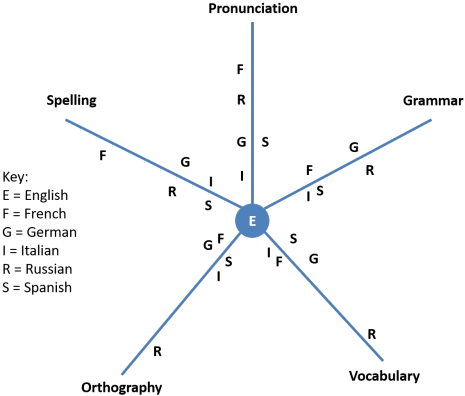 Pronunciation
F
R
G S
I
Spelling
F
G
R
I
S
Grammar
G
F
R
I S
Key:
E = English
F = French
G = German
I = Italian
R = Russian
S = Spanish
E
G F
S
I
R
Orthography
S
I
F
G
R
Vocabulary